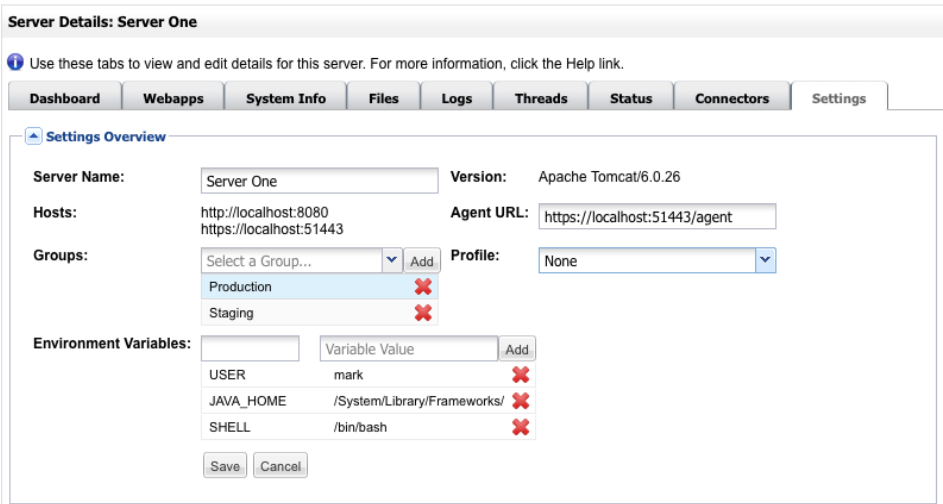 Server Details: Server One
Use these tabs to view and edit details for this server. For more information, click the Help link.
Dashboard Webapps System Info Files Logs Threads Status Connectors Settings
Settings Overview
Server Name: Server One Version: Apache Tomcat/6.0.26
Hosts: http://localhost:8080 Agent URL: https://localhost:51443/agent
https://localhost:51443
Groups: Select a Group... Add Profile: None
Production
Staging
Environment Variables: Variable Value Add
USER mark
JAVA_HOME /System/Library/Frameworks/
SHELL /bin/bash
Save Cancel